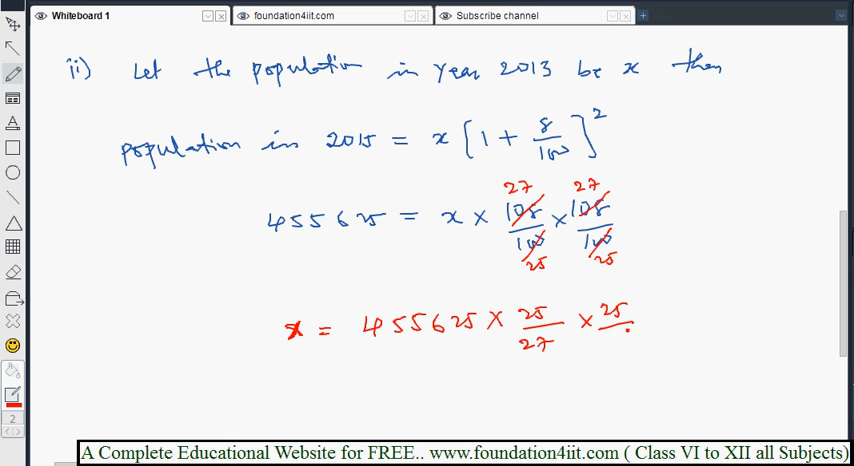 Whiteboard 1
foundation4iit.com
Subscribe channel
ii) Let the population in year 2013 be x then
population in 2015 = x [1 + 8/100]^2
27 27
455625 = x × 108/100 × 108/100
25 25
x = 455625 × 25/27 × 25/
2
A Complete Educational Website for FREE.. www.foundation4iit.com ( Class VI to XII all Subjects)